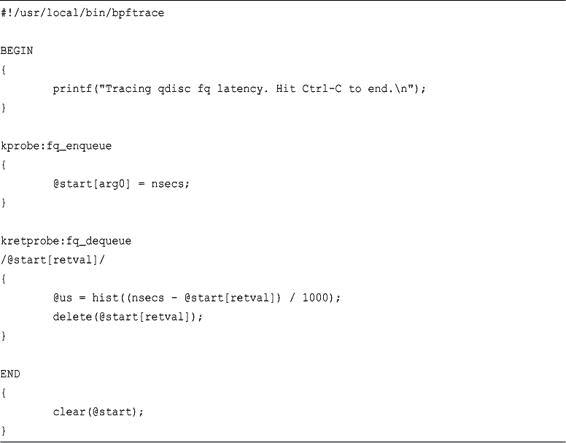 #!/usr/local/bin/bpftrace
BEGIN
{
printf("Tracing qdisc fq latency. Hit Ctrl-C to end.\n");
}
kprobe:fq_enqueue
{
@start[arg0] = nsecs;
}
kretprobe:fq_dequeue
/@start[retval]/
{
@us = hist((nsecs - @start[retval]) / 1000);
delete(@start[retval]);
}
END
{
clear(@start);
}